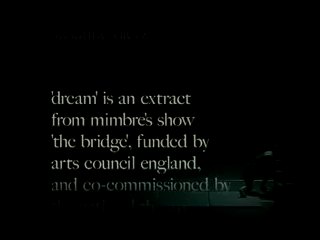 'dream' is an extract
from mimbre's show
'the bridge', funded by
arts council england,
and co-commissioned by